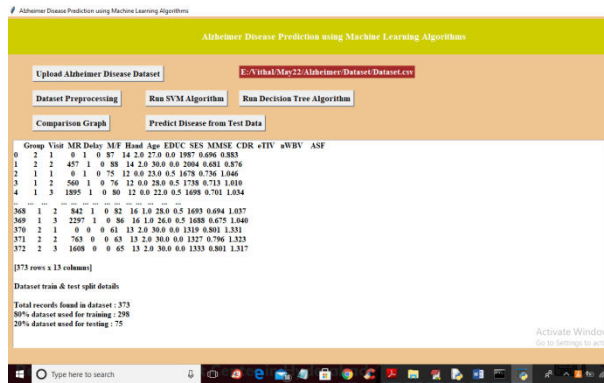 Alzheimer Disease Prediction using Machine Learning Algorithms
Alzheimer Disease Prediction using Machine Learning Algorithms
Upload Alzheimer Disease Dataset E:/Vithal/May22/Alzheimer/Dataset/Dataset.csv
Dataset Preprocessing Run SVM Algorithm Run Decision Tree Algorithm
Comparison Graph Predict Disease from Test Data
Group Visit MR Delay M/F Hand Age EDUC SES MMSE CDR eTIV nWBV ASF
0 2 1 0 1 0 87 14 2.0 27.0 0.0 1987 0.696 0.883
1 2 2 457 1 0 88 14 2.0 30.0 0.0 2004 0.681 0.876
2 1 1 0 1 0 75 12 0.0 23.0 0.5 1678 0.736 1.046
3 1 2 560 1 0 76 12 0.0 28.0 0.5 1738 0.713 1.010
4 1 3 1895 1 0 80 12 0.0 22.0 0.5 1698 0.701 1.034
.. ... ... ... ... ... ... ... ... ... ... ... ... ...
368 1 2 842 1 0 82 16 1.0 28.0 0.5 1693 0.694 1.037
369 1 3 2297 1 0 86 16 1.0 26.0 0.5 1688 0.675 1.040
370 2 1 0 0 0 61 13 2.0 30.0 0.0 1319 0.801 1.331
371 2 2 763 0 0 63 13 2.0 30.0 0.0 1327 0.796 1.323
372 2 3 1608 0 0 65 13 2.0 30.0 0.0 1333 0.801 1.317
[373 rows x 13 columns]
Dataset train & test split details
Total records found in dataset : 373
80% dataset used for training : 298
20% dataset used for testing : 75
Activate Window
Go to Settings to act
Type here to search